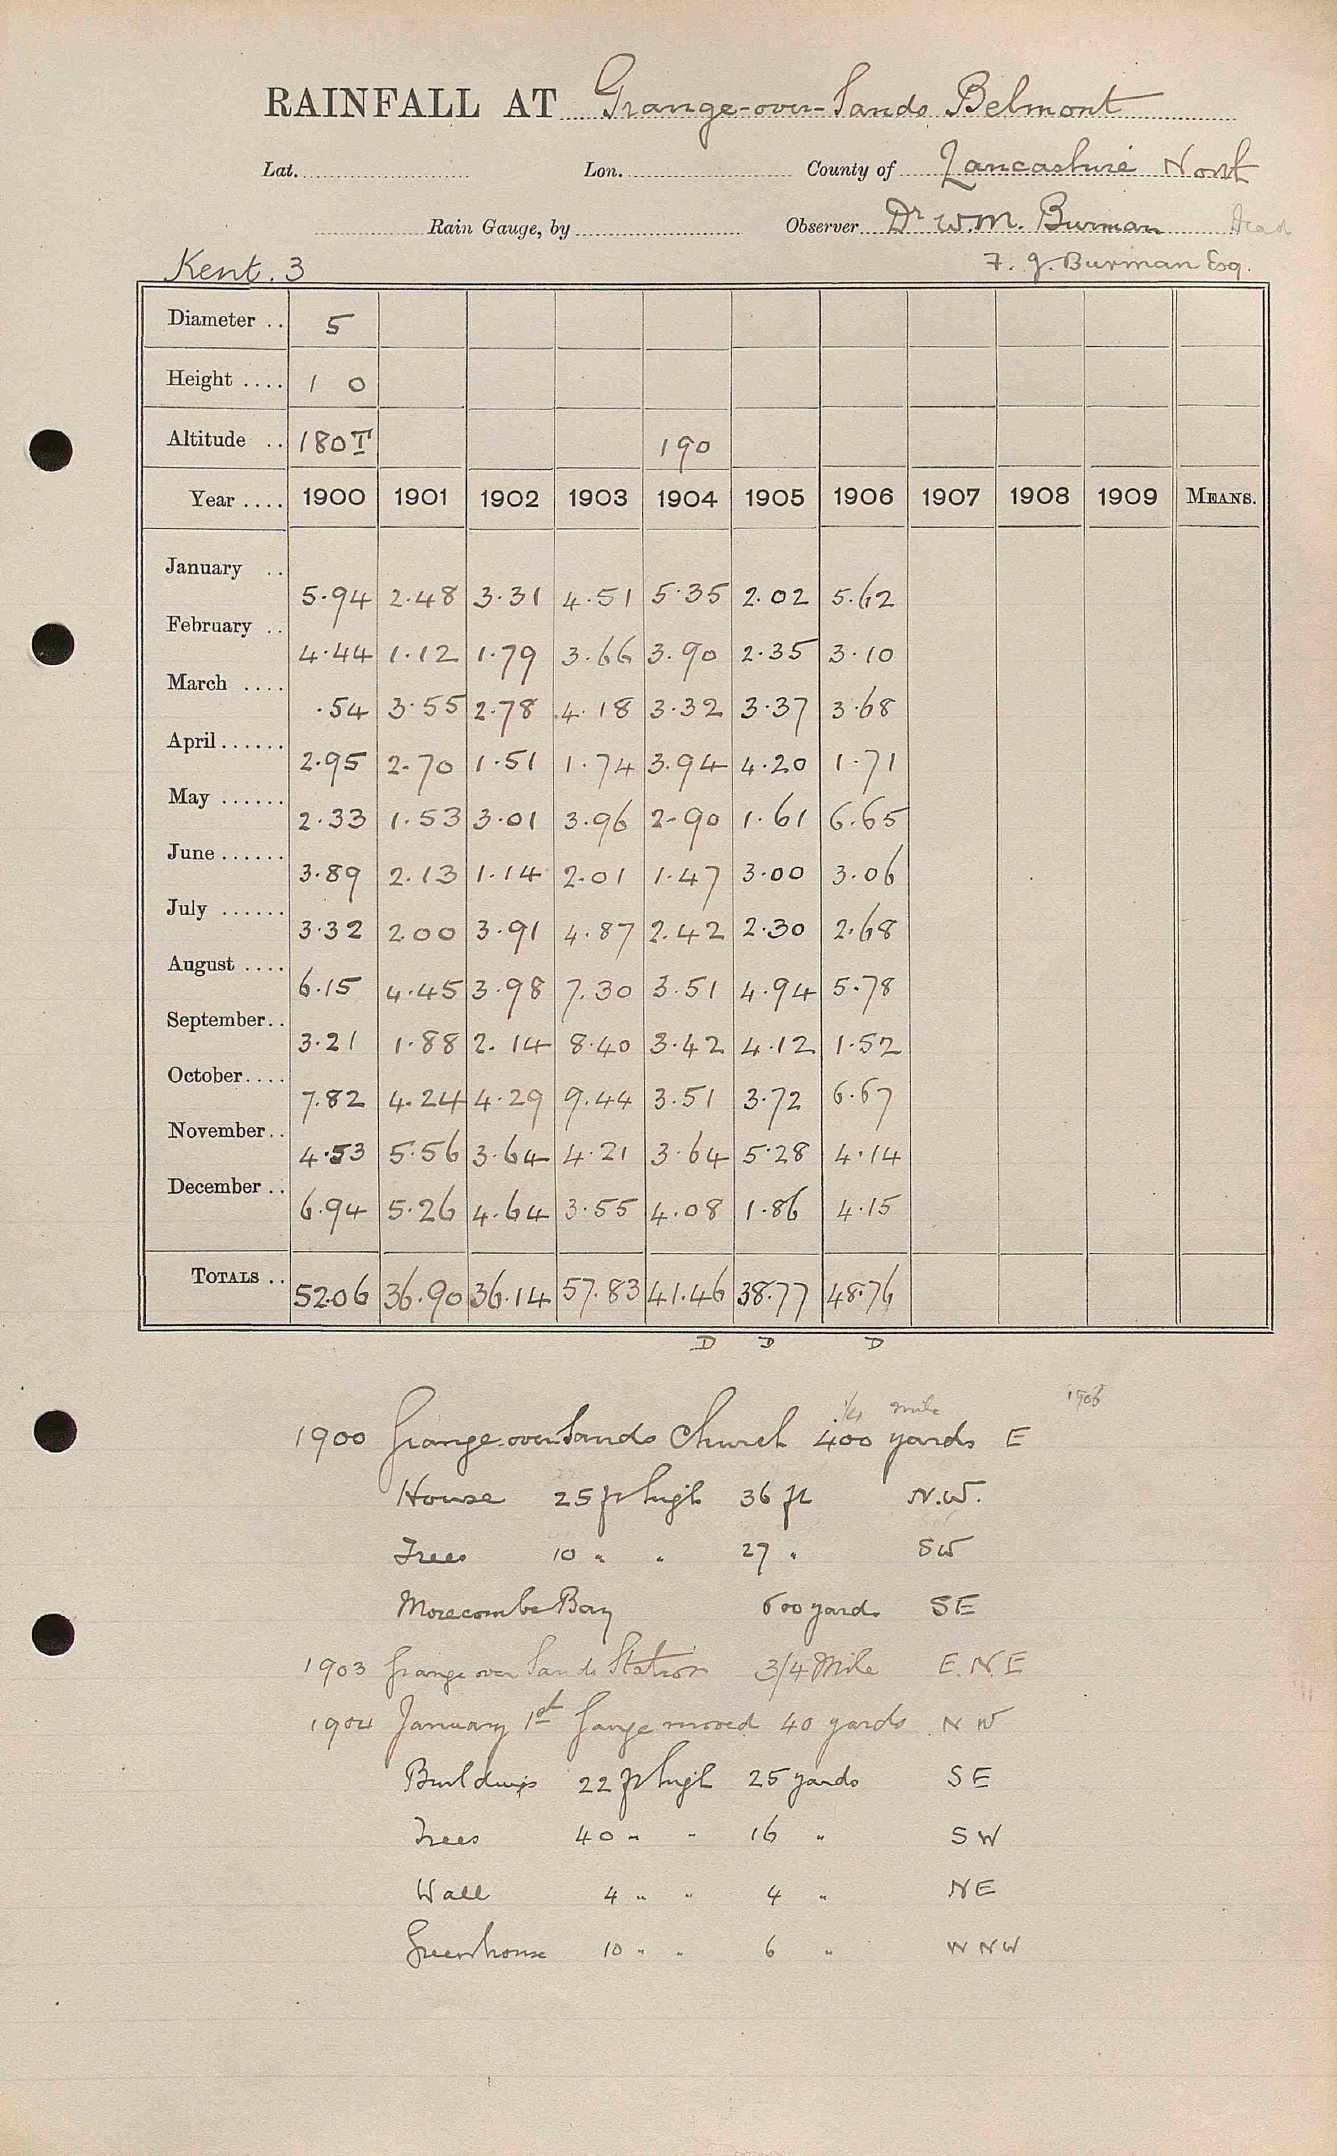 RAINFALL AT Grange-over-Sands Belmont
Lat. Lon. County of Lancashire North
Rain Gauge, by Observer Dr W.M. Burman Dead
Kent. 3 F. J. Burman Esq.
Diameter .. 5
Height .... 1 0
Altitude .. 180T 190
Year .... 1900 1901 1902 1903 1904 1905 1906 1907 1908 1909 MEANS.
January .. 5.94 2.48 3.31 4.51 5.35 2.02 5.62
February .. 4.44 1.12 1.79 3.66 3.90 2.35 3.10
March .... .54 3.55 2.78 4.18 3.32 3.37 3.68
April ...... 2.95 2.70 1.51 1.74 3.94 4.20 1.71
May ...... 2.33 1.53 3.01 3.96 2.90 1.61 6.65
June ...... 3.89 2.13 1.14 2.01 1.47 3.00 3.06
July ...... 3.32 2.00 3.91 4.87 2.42 2.30 2.68
August .... 6.15 4.45 3.98 7.30 3.51 4.94 5.78
September.. 3.21 1.88 2.14 8.40 3.42 4.12 1.52
October.... 7.82 4.24 4.29 9.44 3.51 3.72 6.67
November.. 4.53 5.56 3.64 4.21 3.64 5.28 4.14
December .. 6.94 5.26 4.64 3.55 4.08 1.86 4.15
TOTALS .. 52.06 36.90 36.14 57.83 41.46 38.77 48.76
D D D
1/4 mile 1906
1900 Grange-over-Sands Church 400 yards E
House 25 ft high 36 ft N.W.
Trees 10 " " 27 " SW
Morecombe Bay 600 yards SE
1903 Grange over Sands Station 3/4 Mile E.N.E
1904 January 1st Gauge moved 40 yards NW
Buildings 22 ft high 25 yards SE
Trees 40 " " 16 " SW
Wall 4 " " 4 " NE
Greenhouse 10 " " 6 " WNW